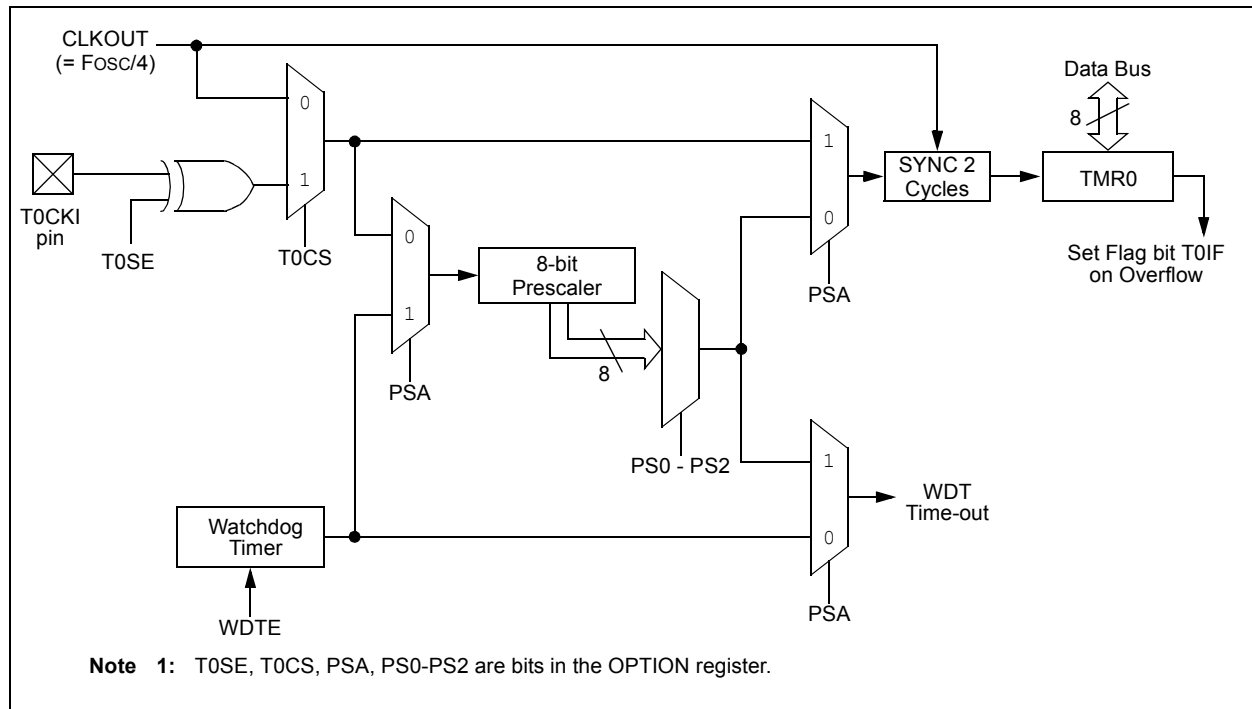 CLKOUT
(= FOSC/4)
0
1
T0CKI
pin
T0SE
T0CS
0
1
PSA
8-bit
Prescaler
8
PS0 - PS2
1
0
PSA
SYNC 2
Cycles
Data Bus
8
TMR0
Set Flag bit T0IF
on Overflow
Watchdog
Timer
WDTE
1
0
PSA
WDT
Time-out
Note 1: T0SE, T0CS, PSA, PS0-PS2 are bits in the OPTION register.